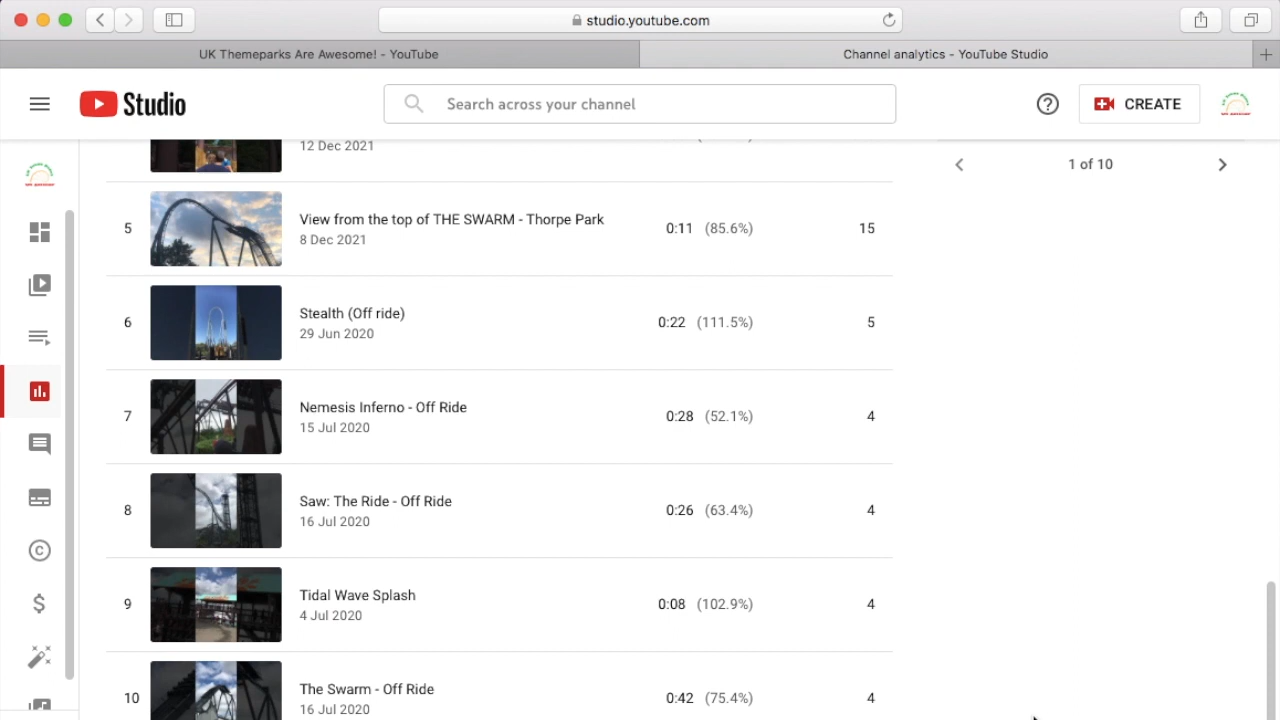 studio.youtube.com
UK Themeparks Are Awesome! - YouTube
Channel analytics - YouTube Studio
Studio
Search across your channel
CREATE
12 Dec 2021
1 of 10
5
View from the top of THE SWARM - Thorpe Park
8 Dec 2021
0:11 (85.6%)
15
6
Stealth (Off ride)
29 Jun 2020
0:22 (111.5%)
5
7
Nemesis Inferno - Off Ride
15 Jul 2020
0:28 (52.1%)
4
8
Saw: The Ride - Off Ride
16 Jul 2020
0:26 (63.4%)
4
9
Tidal Wave Splash
4 Jul 2020
0:08 (102.9%)
4
10
The Swarm - Off Ride
16 Jul 2020
0:42 (75.4%)
4